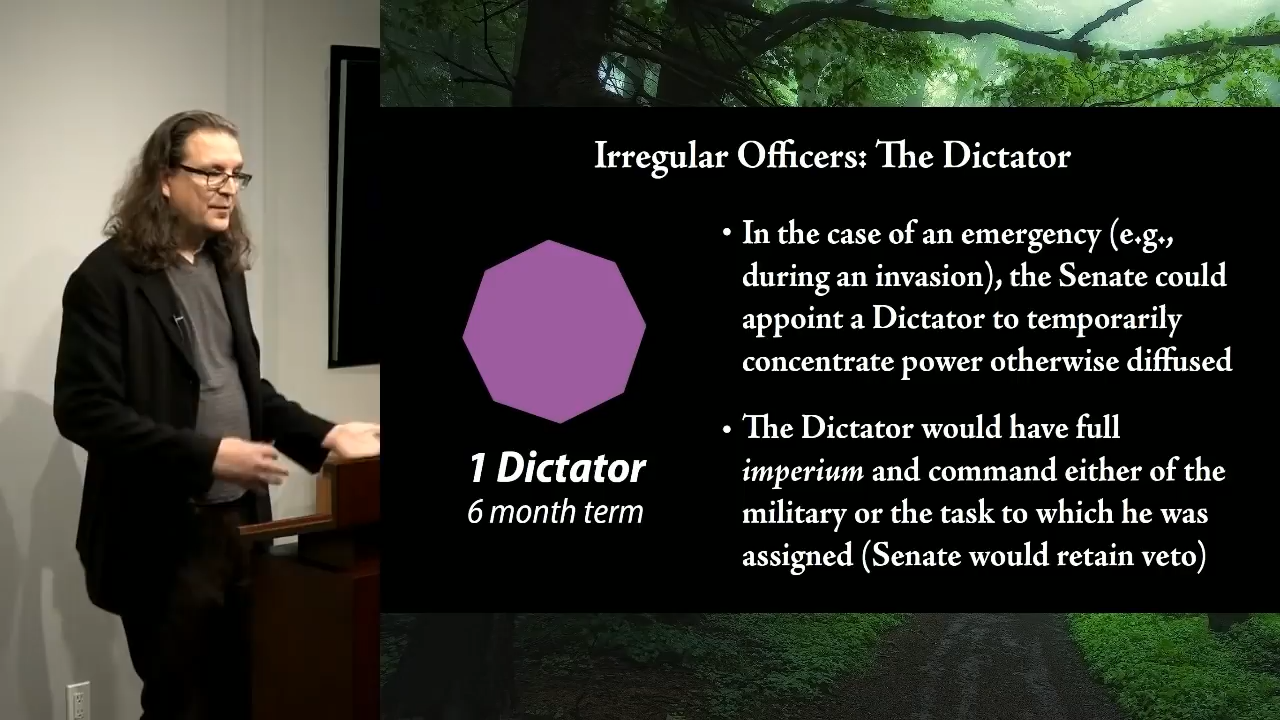 Irregular Officers: The Dictator
• In the case of an emergency (e.g.,
during an invasion), the Senate could
appoint a Dictator to temporarily
concentrate power otherwise diffused
• The Dictator would have full
imperium and command either of the
military or the task to which he was
assigned (Senate would retain veto)
1 Dictator
6 month term